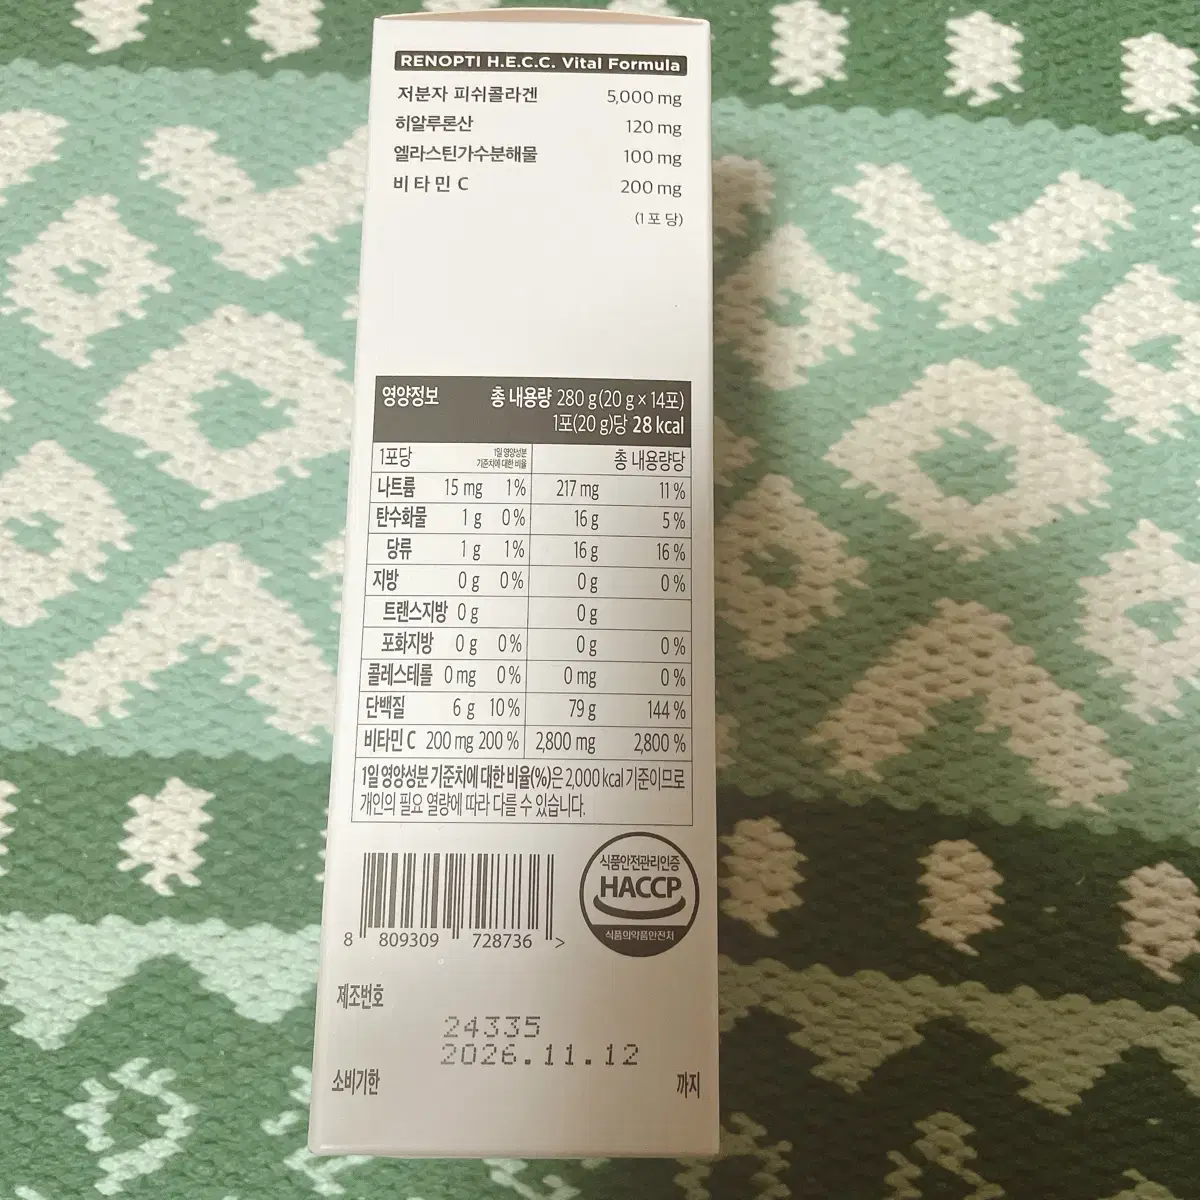 RENOPTI H.E.C.C. Vital Formula
저분자 피쉬콜라겐 5,000 mg
히알루론산 120 mg
엘라스틴가수분해물 100 mg
비타민 C 200 mg
(1포 당)
영양정보 총 내용량 280 g(20 g × 14포)
1포(20 g)당 28 kcal
1포당 1일 영양성분 기준치에 대한 비율 총 내용량당
나트륨 15 mg 1% 217 mg 11 %
탄수화물 1 g 0% 16 g 5 %
당류 1 g 1% 16 g 16 %
지방 0 g 0% 0 g 0 %
트랜스지방 0 g 0 g
포화지방 0 g 0% 0 g 0 %
콜레스테롤 0 mg 0% 0 mg 0 %
단백질 6 g 10% 79 g 144 %
비타민 C 200 mg 200 % 2,800 mg 2,800 %
1일 영양성분 기준치에 대한 비율(%)은 2,000 kcal 기준이므로
개인의 필요 열량에 따라 다를 수 있습니다.
식품안전관리인증
HACCP
식품의약품안전처
8 809309 728736 >
제조번호
24335
2026.11.12
소비기한 까지